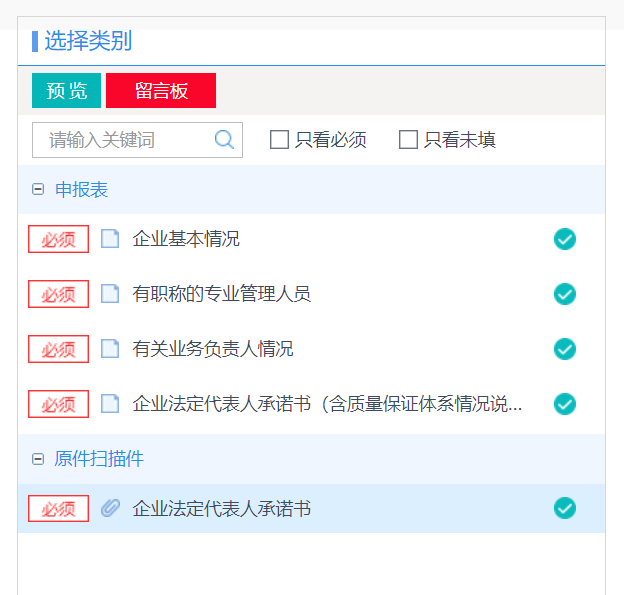 选择类别
预览 留言板
请输入关键词 只看必须 只看未填
申报表
必须 企业基本情况
必须 有职称的专业管理人员
必须 有关业务负责人情况
必须 企业法定代表人承诺书（含质量保证体系情况说...
原件扫描件
必须 企业法定代表人承诺书